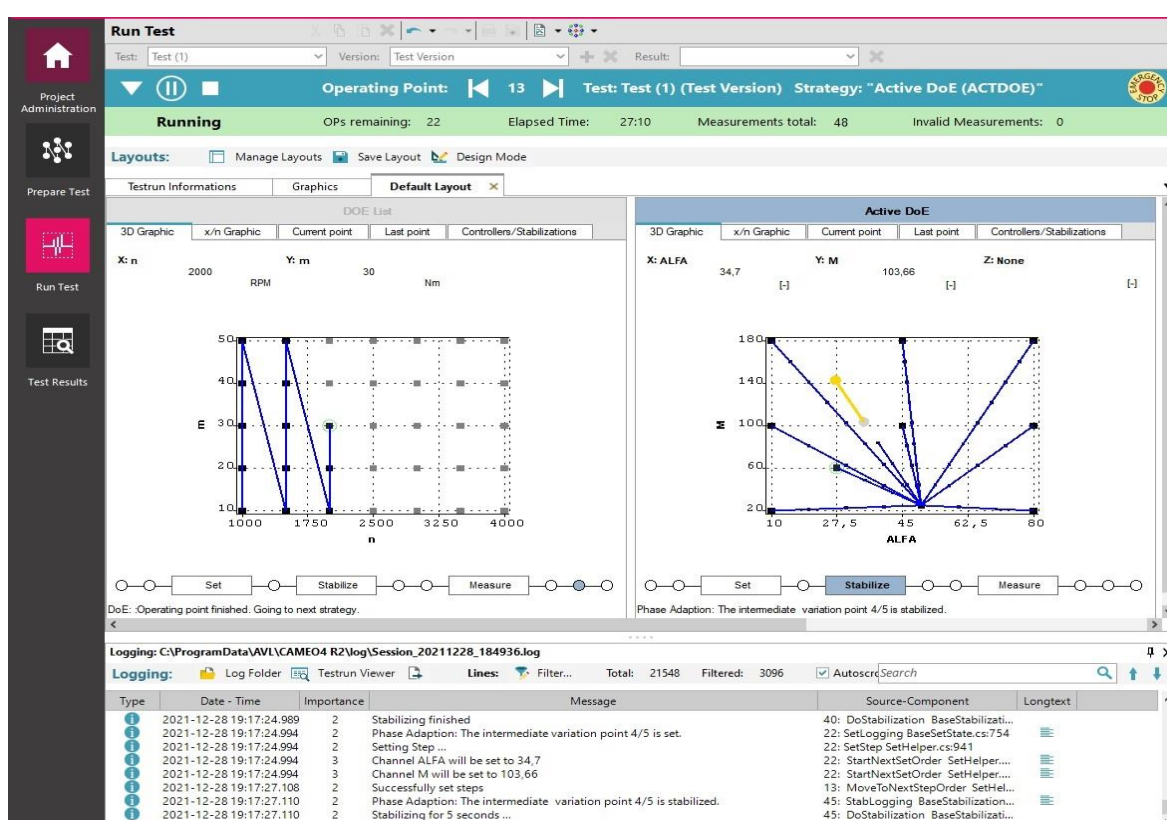 Run Test
Test: Test (1) Version: Test Version Result:
Operating Point: 13 Test: Test (1) (Test Version) Strategy: "Active DoE (ACTDOE)"
EMERGENCY STOP
Running OPs remaining: 22 Elapsed Time: 27:10 Measurements total: 48 Invalid Measurements: 0
Project Administration
Prepare Test
Run Test
Test Results
Layouts: Manage Layouts Save Layout Design Mode
Testrun Informations Graphics Default Layout
DOE List
3D Graphic x/n Graphic Current point Last point Controllers/Stabilizations
X: n Y: m
2000 30
RPM Nm
50
40
30
20
10
m
1000 1750 2500 3250 4000
n
Set Stabilize Measure
DoE: :Operating point finished. Going to next strategy.
Active DoE
3D Graphic x/n Graphic Current point Last point Controllers/Stabilizations
X: ALFA Y: M Z: None
34,7 103,66
[-] [-] [-]
180
140
100
60
20
M
10 27,5 45 62,5 80
ALFA
Set Stabilize Measure
Phase Adaption: The intermediate variation point 4/5 is stabilized.
Logging: C:\ProgramData\AVL\CAMEO4 R2\log\Session_20211228_184936.log
Logging: Log Folder Testrun Viewer Lines: Filter... Total: 21548 Filtered: 3096 Autoscro Search
Type Date - Time Importance Message Source-Component Longtext
2021-12-28 19:17:24.989 2 Stabilizing finished 40: DoStabilization BaseStabilizati...
2021-12-28 19:17:24.994 2 Phase Adaption: The intermediate variation point 4/5 is set. 22: SetLogging BaseSetState.cs:754
2021-12-28 19:17:24.994 2 Setting Step ... 22: SetStep SetHelper.cs:941
2021-12-28 19:17:24.994 3 Channel ALFA will be set to 34,7 22: StartNextSetOrder SetHelper....
2021-12-28 19:17:24.994 3 Channel M will be set to 103,66 22: StartNextSetOrder SetHelper....
2021-12-28 19:17:27.108 2 Successfully set steps 13: MoveToNextStepOrder SetHel...
2021-12-28 19:17:27.110 2 Phase Adaption: The intermediate variation point 4/5 is stabilized. 45: StabLogging BaseStabilization...
2021-12-28 19:17:27.110 2 Stabilizing for 5 seconds ... 45: DoStabilization BaseStabilizati...